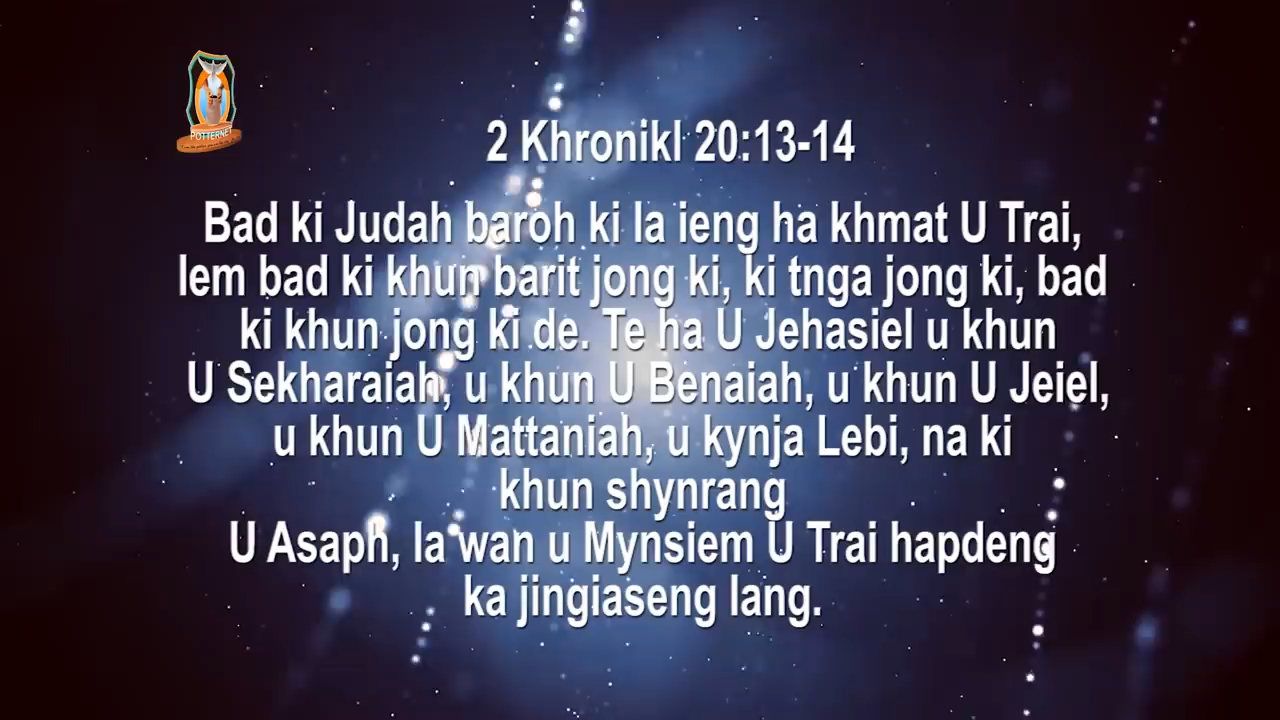 POTTERNET
2 Khronikl 20:13-14
Bad ki Judah baroh ki la ieng ha khmat U Trai,
lem bad ki khun barit jong ki, ki tnga jong ki, bad
ki khun jong ki de. Te ha U Jehasiel u khun
U Sekharaiah, u khun U Benaiah, u khun U Jeiel,
u khun U Mattaniah, u kynja Lebi, na ki
khun shynrang
U Asaph, la wan u Mynsiem U Trai hapdeng
ka jingiaseng lang.